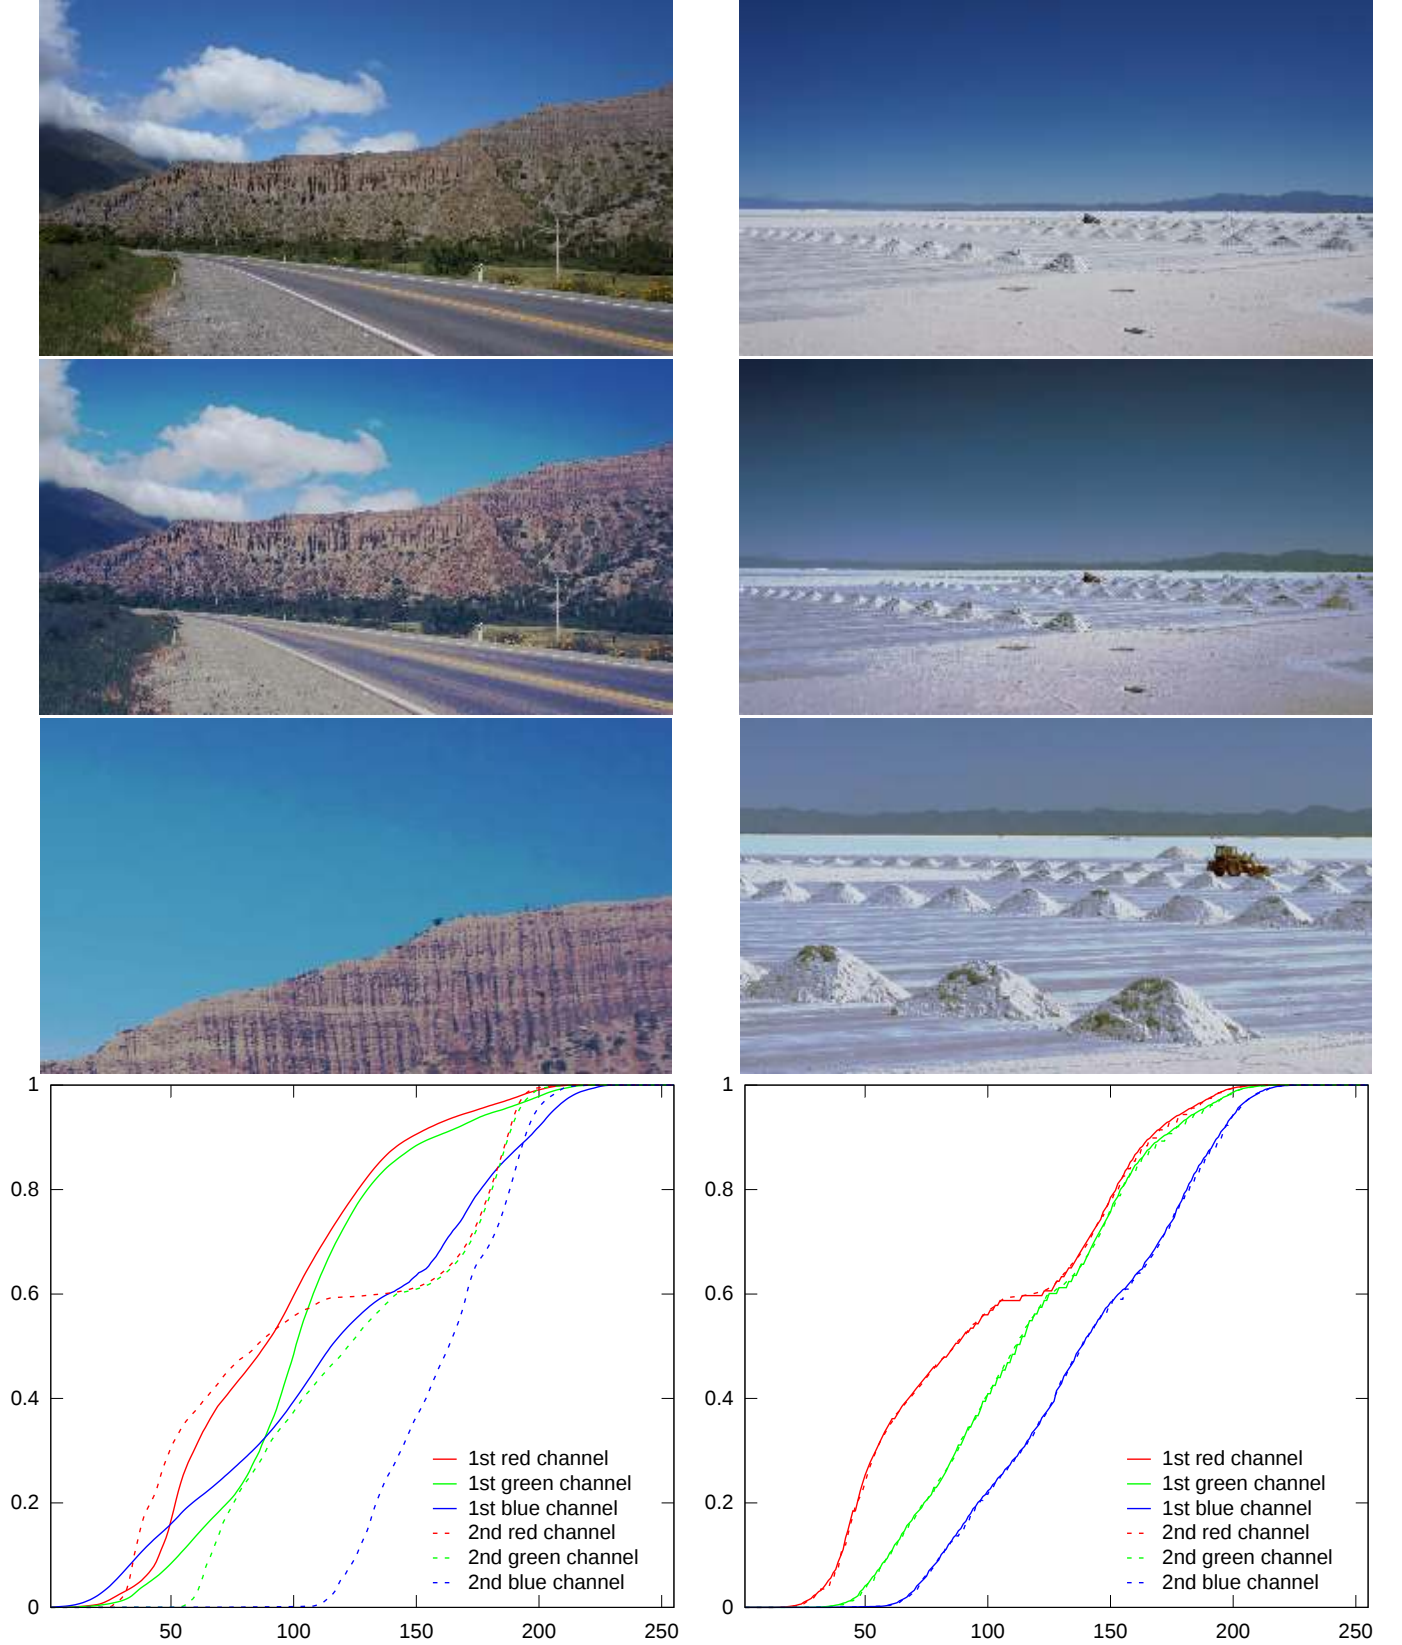 1
0.8
0.6
0.4
0.2
0
50
100
150
200
250
1st red channel
1st green channel
1st blue channel
2nd red channel
2nd green channel
2nd blue channel
1
0.8
0.6
0.4
0.2
0
50
100
150
200
250
1st red channel
1st green channel
1st blue channel
2nd red channel
2nd green channel
2nd blue channel